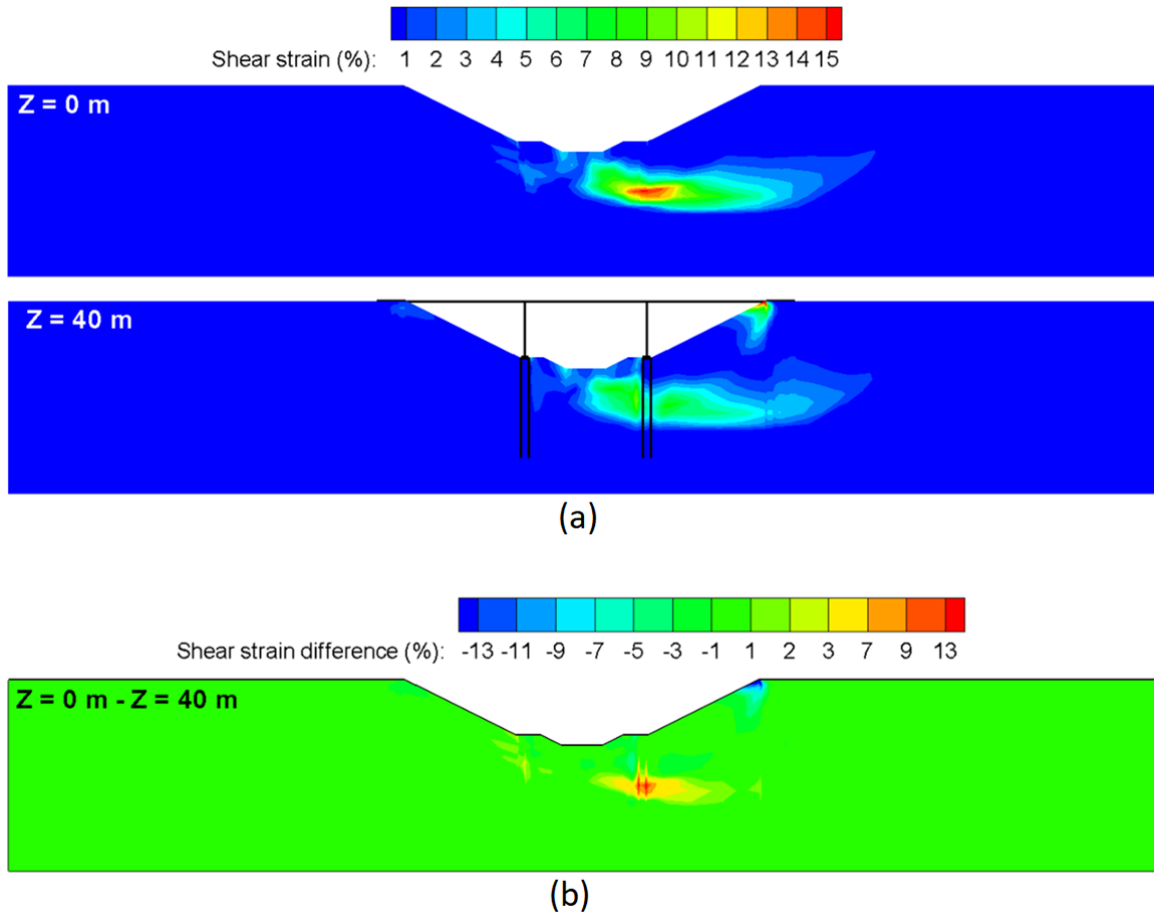 Shear strain (%): 1 2 3 4 5 6 7 8 9 10 11 12 13 14 15
Z = 0 m
Z = 40 m
(a)
Shear strain difference (%): -13 -11 -9 -7 -5 -3 -1 1 2 3 7 9 13
Z = 0 m - Z = 40 m
(b)